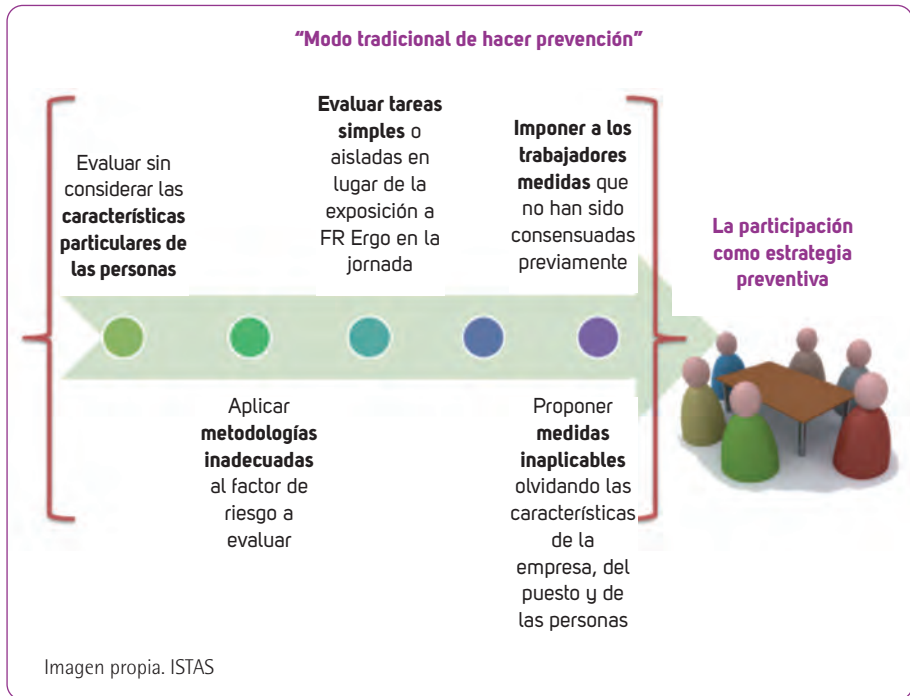 “Modo tradicional de hacer prevención”
Evaluar sin
considerar las
características
particulares de
las personas
Aplicar
metodologías
inadecuadas
al factor de
riesgo a
evaluar
Evaluar tareas
simples o
aisladas en
lugar de la
exposición a
FR Ergo en la
jornada
Proponer
medidas
inaplicables
olvidando las
características
de la
empresa, del
puesto y de
las personas
Imponer a los
trabajadores
medidas que
no han sido
consensuadas
previamente
La participación
como estrategia
preventiva
Imagen propia. ISTAS